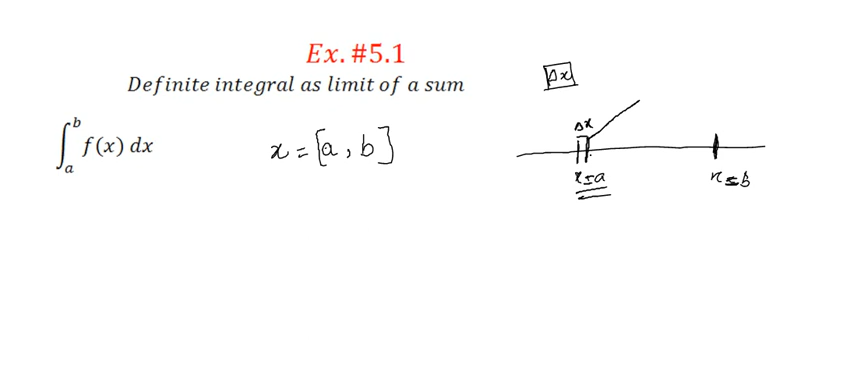 Ex. #5.1
Definite integral as limit of a sum
∫_a^b f(x) dx
x = [a, b]
Δx
Δx
x=a
x=b